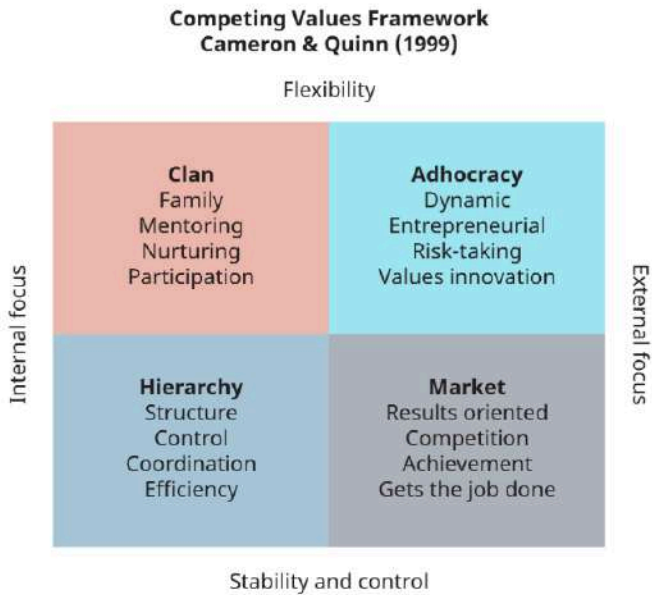 Competing Values Framework
Cameron & Quinn (1999)
Flexibility
Internal focus
Clan
Family
Mentoring
Nurturing
Participation
Adhocracy
Dynamic
Entrepreneurial
Risk-taking
Values innovation
External focus
Hierarchy
Structure
Control
Coordination
Efficiency
Market
Results oriented
Competition
Achievement
Gets the job done
Stability and control